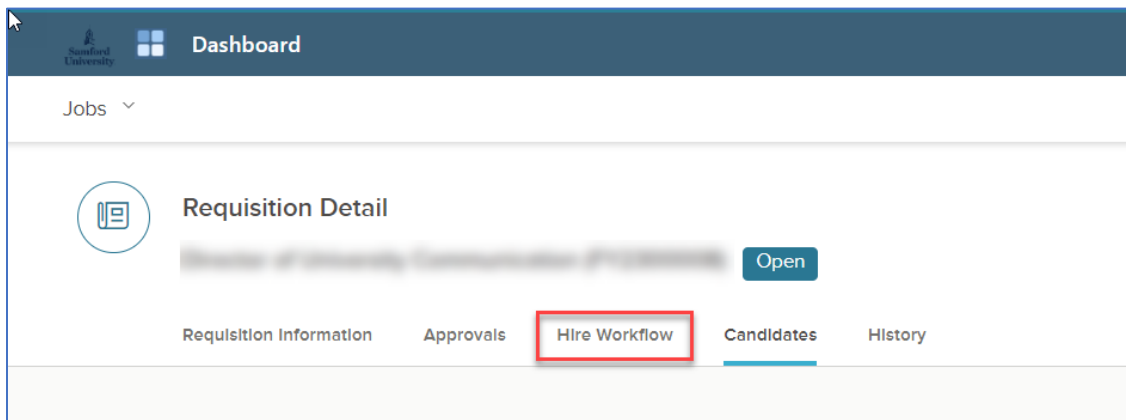 Samford
University
Dashboard
Jobs
Requisition Detail
Open
Requisition Information Approvals Hire Workflow Candidates History